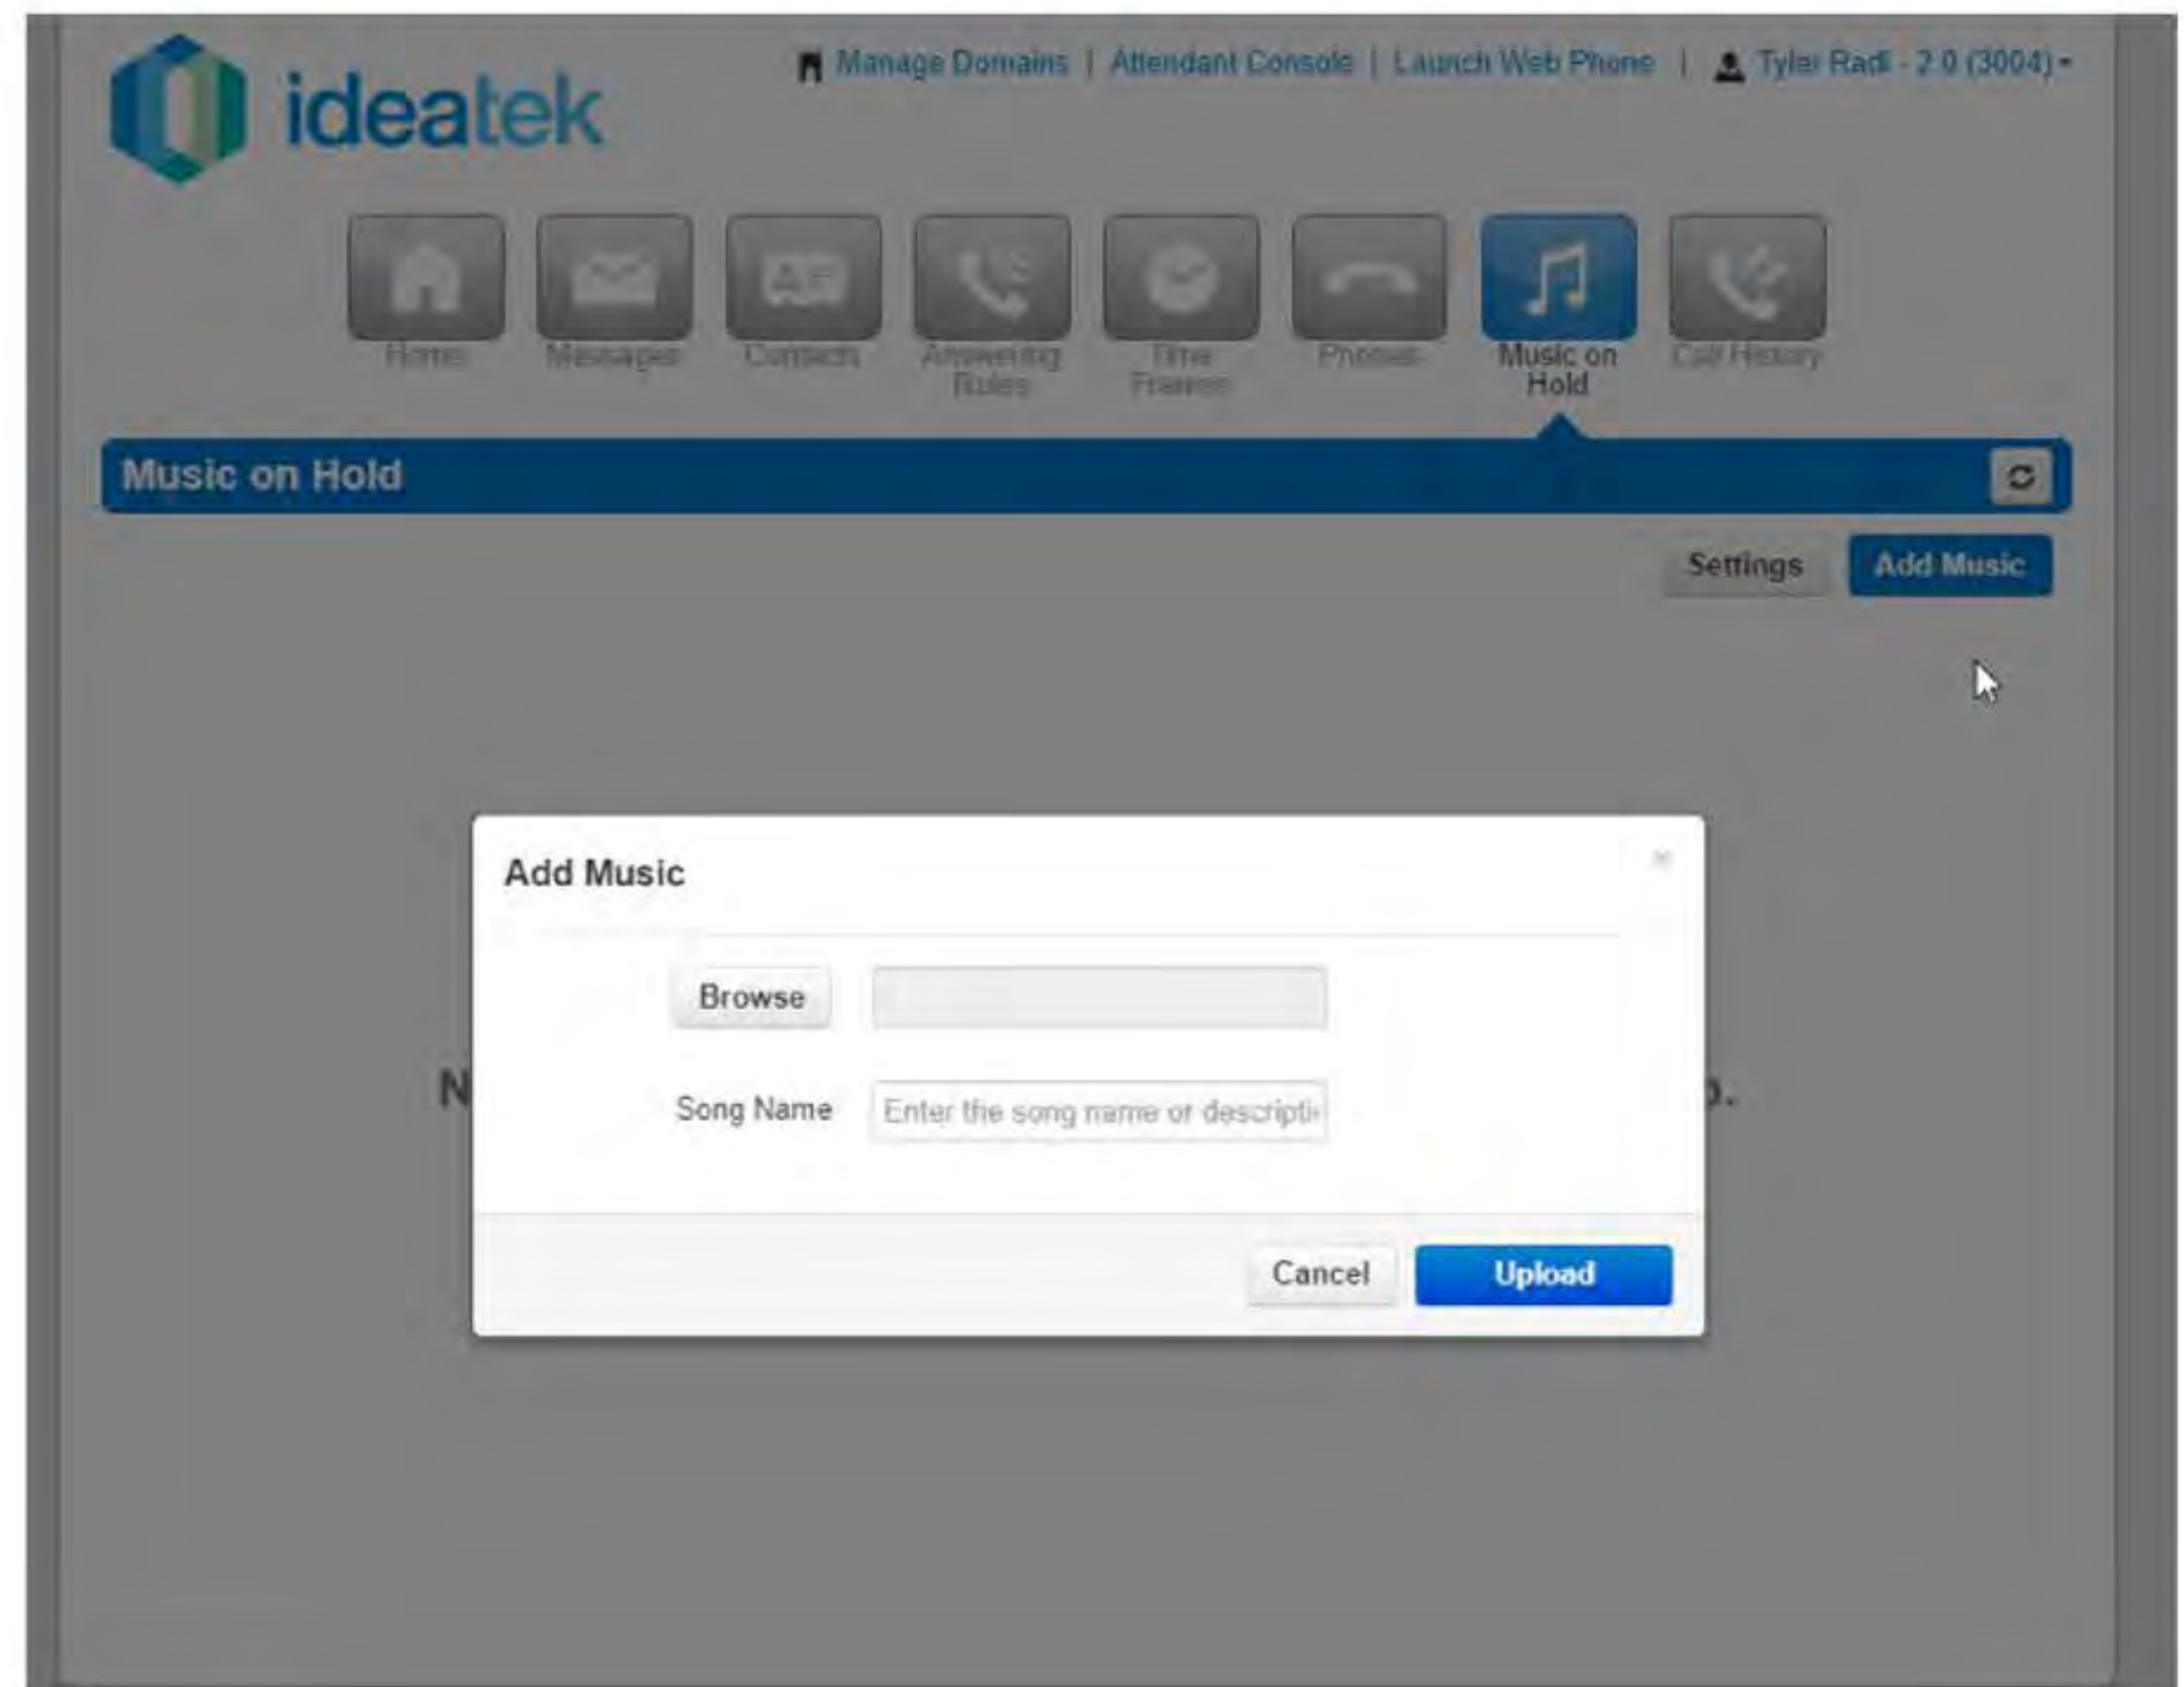 ideatek
Manage Domains | Attendant Console | Launch Web Phone | Tyler Radl - 2.0 (3004)
Home
Messages
Contacts
Answering
Rules
Time
Frames
Phones
Music on
Hold
Call History
Music on Hold
Settings
Add Music
Add Music
Browse
Song Name
Enter the song name or descripti
Cancel
Upload